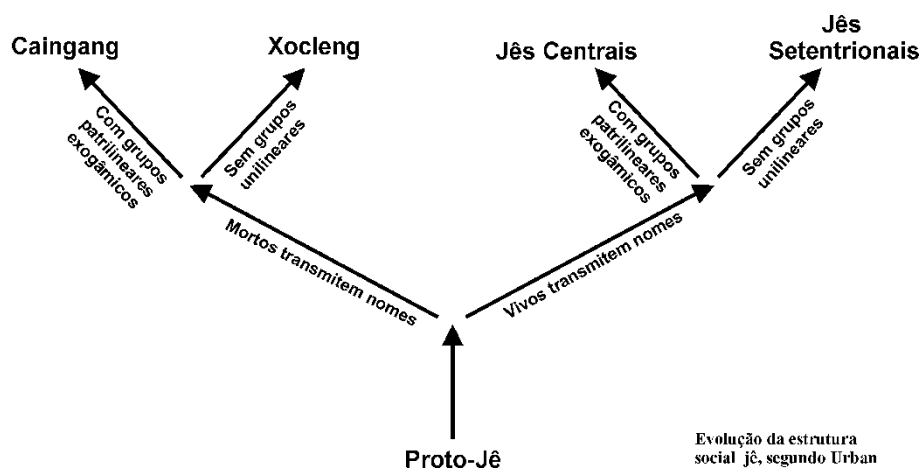 Caingang
Xocleng
Jês Centrais
Jês
Setentrionais
Com grupos
patrilineares
exogâmicos
Sem grupos
unilineares
Com grupos
patrilineares
exogâmicos
Sem grupos
unilineares
Mortos transmitem nomes
Vivos transmitem nomes
Proto-Jê
Evolução da estrutura
social jê, segundo Urban